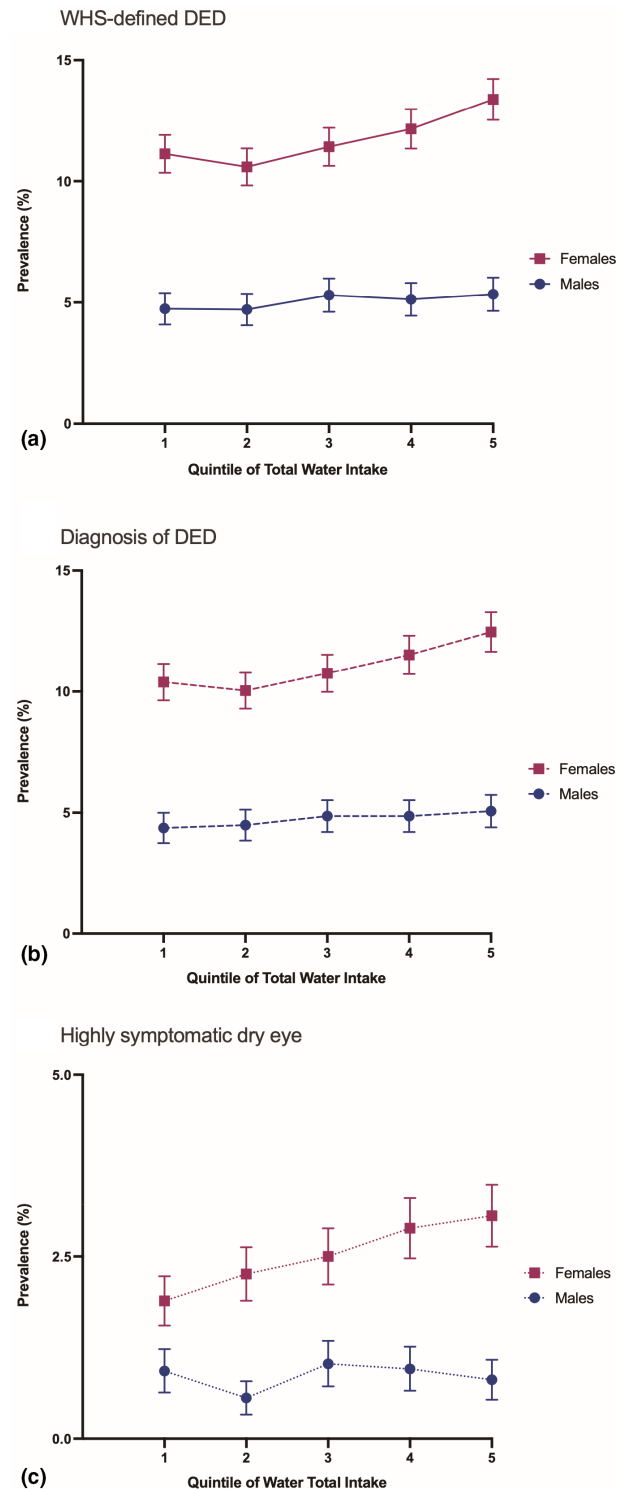 WHS-defined DED
15
10
5
0
Prevalence (%)
Females
Males
1 2 3 4 5
Quintile of Total Water Intake
(a)
Diagnosis of DED
15
10
5
0
Prevalence (%)
Females
Males
1 2 3 4 5
Quintile of Total Water Intake
(b)
Highly symptomatic dry eye
5.0
2.5
0.0
Prevalence (%)
Females
Males
1 2 3 4 5
Quintile of Water Total Intake
(c)